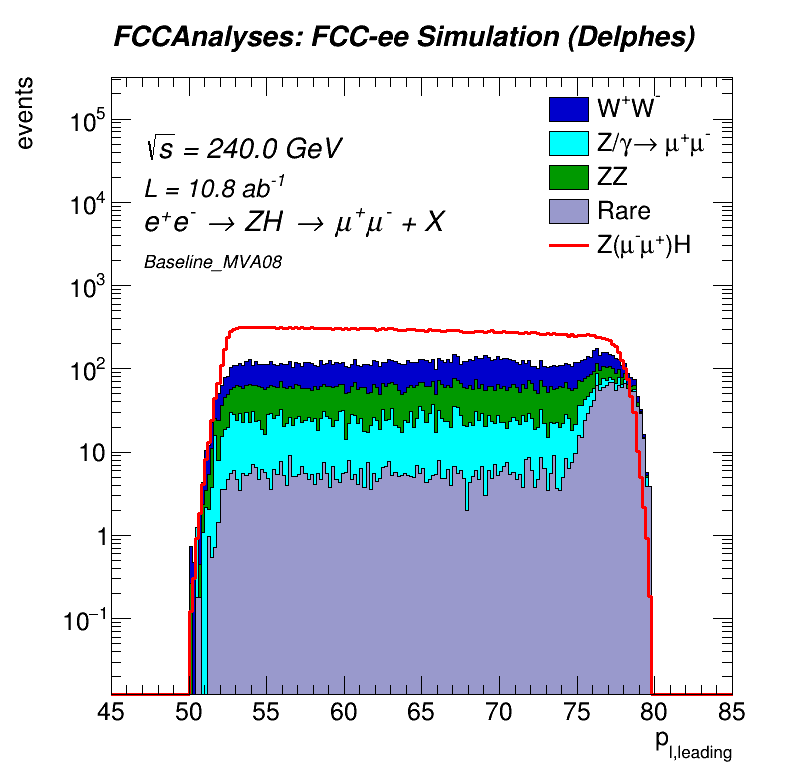 FCCAnalyses: FCC-ee Simulation (Delphes)
events
√s = 240.0 GeV
L = 10.8 ab⁻¹
e⁺e⁻ → ZH → μ⁺μ⁻ + X
Baseline_MVA08
W⁺W⁻
Z/γ→ μ⁺μ⁻
ZZ
Rare
Z(μ⁻μ⁺)H
10⁵
10⁴
10³
10²
10
1
10⁻¹
45 50 55 60 65 70 75 80 85
p_l,leading